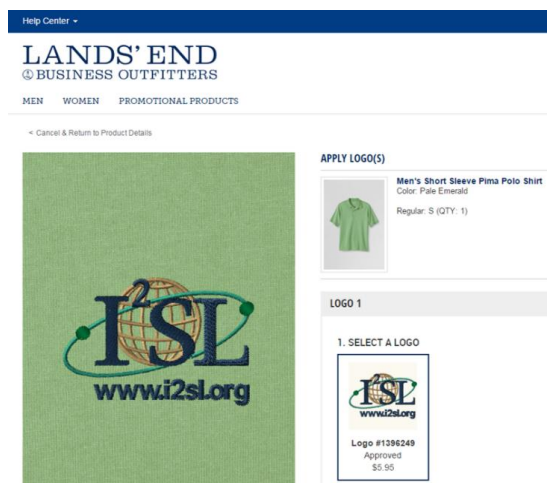 Help Center
LANDS' END
BUSINESS OUTFITTERS
MEN WOMEN PROMOTIONAL PRODUCTS
< Cancel & Return to Product Details
I2SL
www.i2sl.org
APPLY LOGO(S)
Men's Short Sleeve Pima Polo Shirt
Color: Pale Emerald
Regular: S (QTY: 1)
LOGO 1
1. SELECT A LOGO
I2SL
www.i2sl.org
Logo #1396249
Approved
$5.95